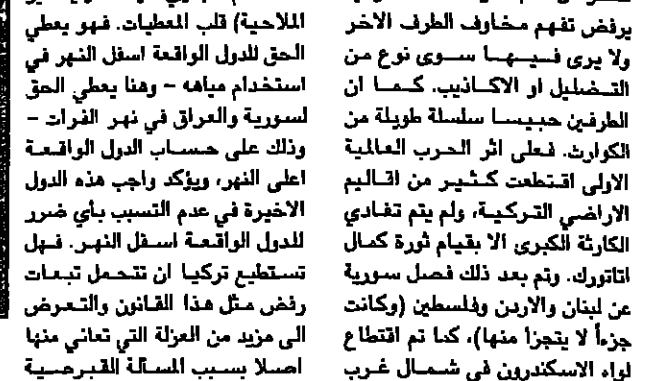 يرفض تفهم مخاوف الطرف الاخر
ولا يرى فيها سوى نوع من
التضليل او الاكاذيب. كما ان
الطرفين حبيسا سلسلة طويلة من
الكوارث. فعلى اثر الحرب العالمية
الاولى اقتطعت كثير من اقاليم
الاراضي التركية، ولم يتم تفادي
الكارثة الكبرى ألا بقيام ثورة كمال
اتاتورك. وتم بعد ذلك فصل سورية
عن لبنان والاردن وفلسطين (وكانت
جزءاً لا يتجزا منها)، كما تم اقتطاع
لواء الاسكندرون في شمال غرب
الملاحية) قلب المعطيات. فهو يعطي
الحق للدول الواقعة اسفل النهر في
استخدام مياهه - وهنا يعطي الحق
لسورية والعراق في نهر الفرات -
وذلك على حساب الدول الواقعة
اعلى النهر، ويؤكد واجب هذه الدول
الاخيرة في عدم التسبب بأي ضرر
للدول الواقعة اسفل النهر. فهل
تستطيع تركيا ان تتحمل تبعات
رفض مثل هذا القانون والتعرض
الى مزيد من العزلة التي تعاني منها
اصلا بسبب المسألة القبرصية